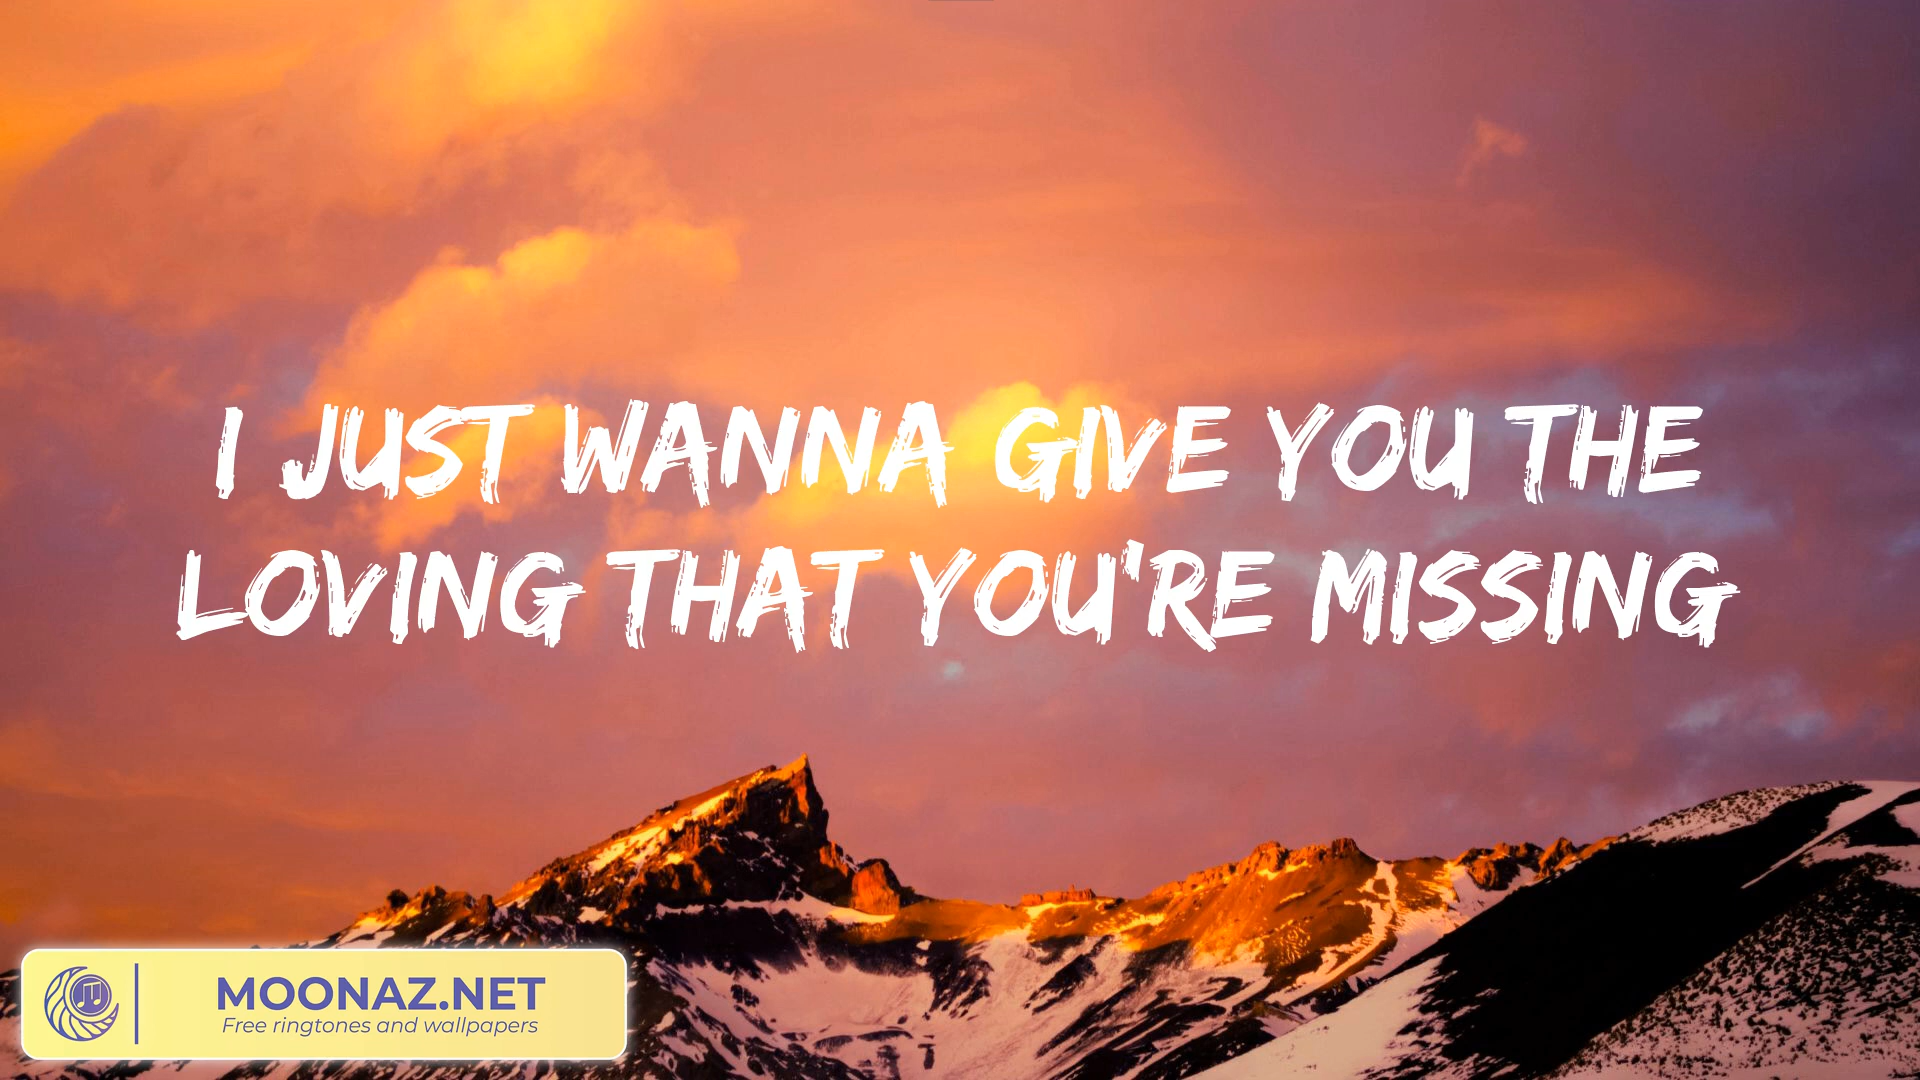 I JUST WANNA GIVE YOU THE
LOVING THAT YOU'RE MISSING
MOONAZ.NET
Free ringtones and wallpapers